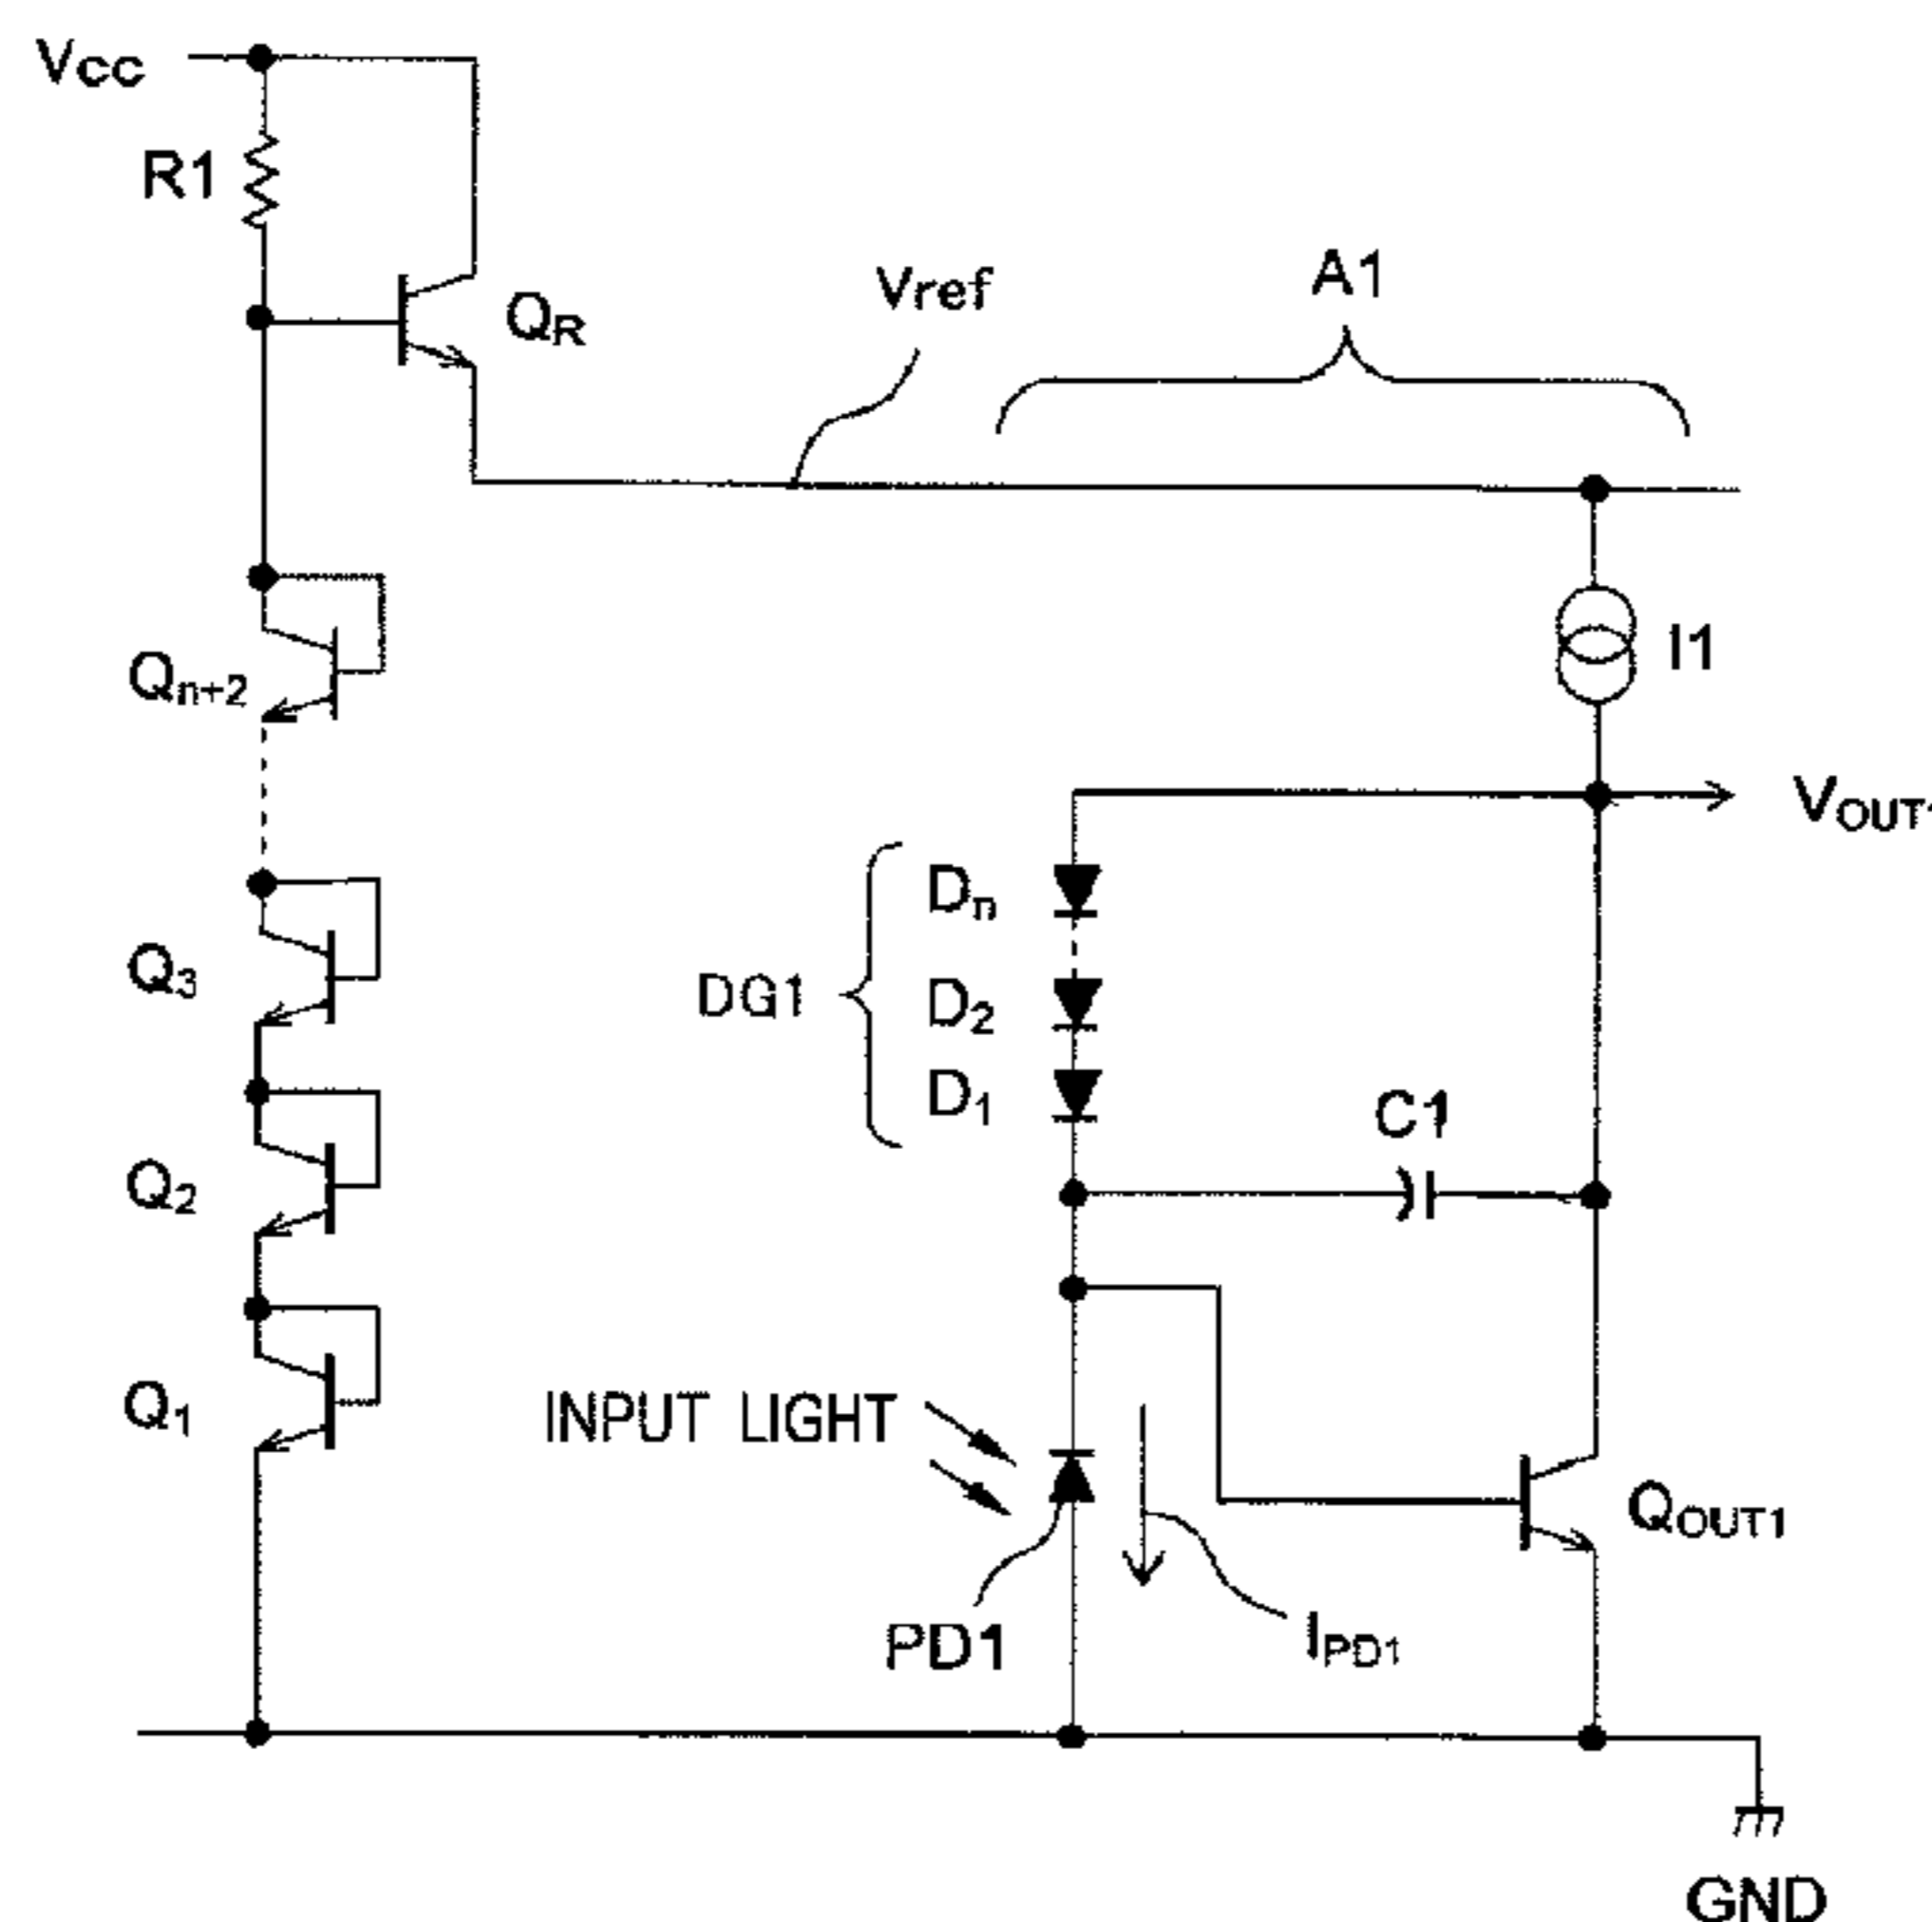 Vcc
R1
QR
Vref
A1
I1
Qn+2
VOUT1
Dn
Q3
DG1
D2
D1
C1
Q2
Q1
INPUT LIGHT
QOUT1
PD1
IPD1
GND